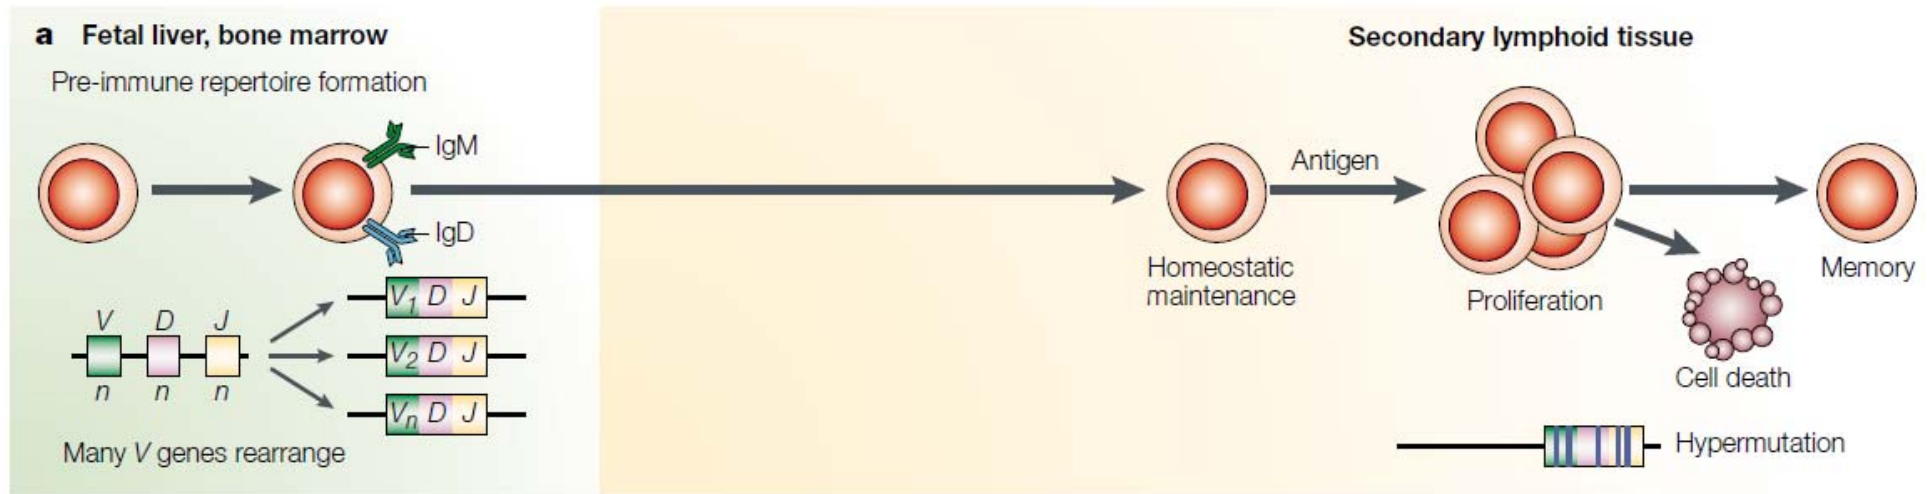 a Fetal liver, bone marrow
Secondary lymphoid tissue
Pre-immune repertoire formation
IgM
IgD
Antigen
Homeostatic
maintenance
Proliferation
Memory
Cell death
V D J
n n n
V1 D J
V2 D J
Vn D J
Many V genes rearrange
Hypermutation